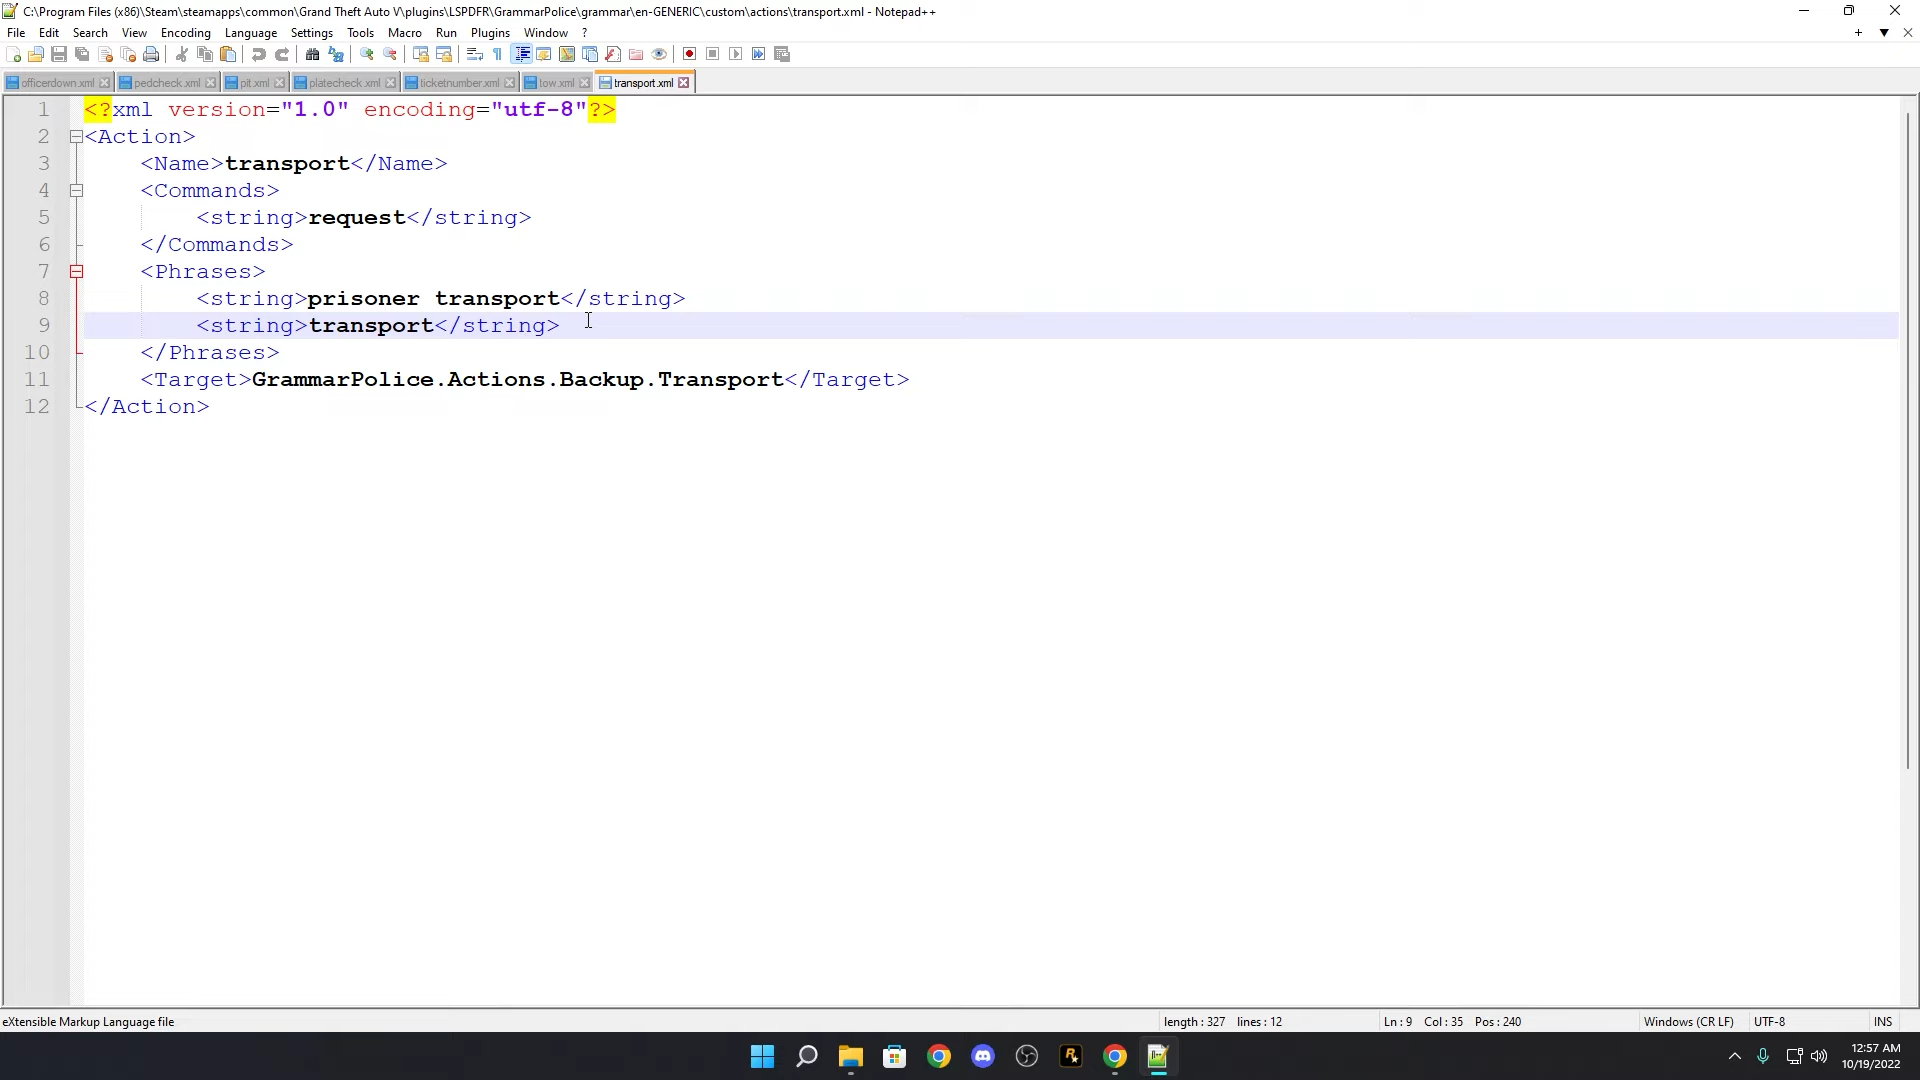 C:\Program Files (x86)\Steam\steamapps\common\Grand Theft Auto V\plugins\LSPDFR\GrammarPolice\grammar\en-GENERIC\custom\actions\transport.xml - Notepad++
File Edit Search View Encoding Language Settings Tools Macro Run Plugins Window ?
officerdown.xml pedcheck.xml pit.xml platecheck.xml ticketnumber.xml tow.xml transport.xml
1 <?xml version="1.0" encoding="utf-8"?>
2 <Action>
3 <Name>transport</Name>
4 <Commands>
5 <string>request</string>
6 </Commands>
7 <Phrases>
8 <string>prisoner transport</string>
9 <string>transport</string>
10 </Phrases>
11 <Target>GrammarPolice.Actions.Backup.Transport</Target>
12 </Action>
eXtensible Markup Language file length : 327 lines : 12 Ln : 9 Col : 35 Pos : 240 Windows (CR LF) UTF-8 INS
12:57 AM
10/19/2022